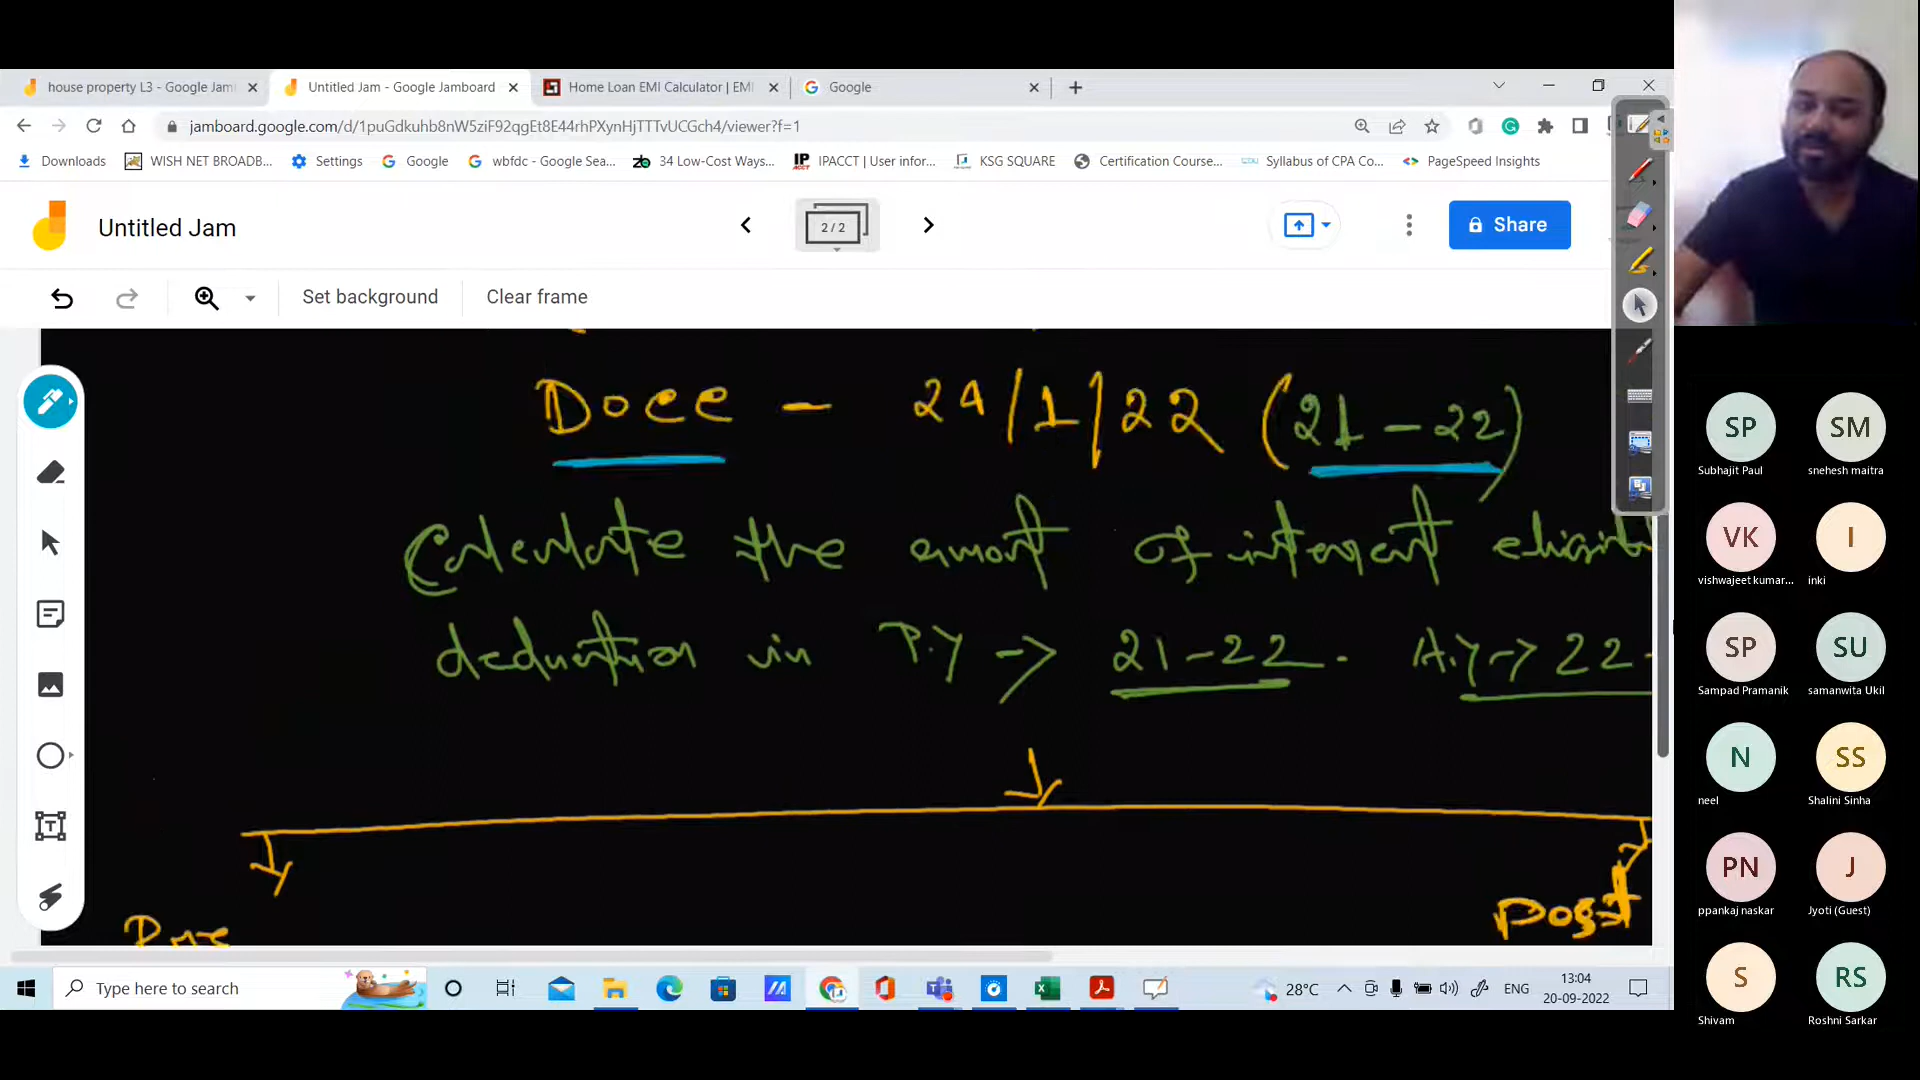 house property L3 - Google Jam
Untitled Jam - Google Jamboard
Home Loan EMI Calculator | EMI
Google
jamboard.google.com/d/1puGdkuhb8nW5ziF92qgEt8E44rhPXynHjTTTvUCGch4/viewer?f=1
Downloads
WISH NET BROADB...
Settings
Google
wbfdc - Google Sea...
34 Low-Cost Ways...
IPACCT | User infor...
KSG SQUARE
Certification Course...
Syllabus of CPA Co...
PageSpeed Insights
Untitled Jam
2 / 2
Share
Set background
Clear frame
Doce - 24/1/22 (21-22)
Calculate the amont of interest eligibl
deduction in P.Y -> 21-22. A.Y-> 22-
Pre
post
Type here to search
28°C
ENG
13:04
20-09-2022
SP
Subhajit Paul
SM
snehesh maitra
VK
vishwajeet kumar...
I
inki
SP
Sampad Pramanik
SU
samanwita Ukil
N
neel
SS
Shalini Sinha
PN
ppankaj naskar
J
Jyoti (Guest)
S
Shivam
RS
Roshni Sarkar